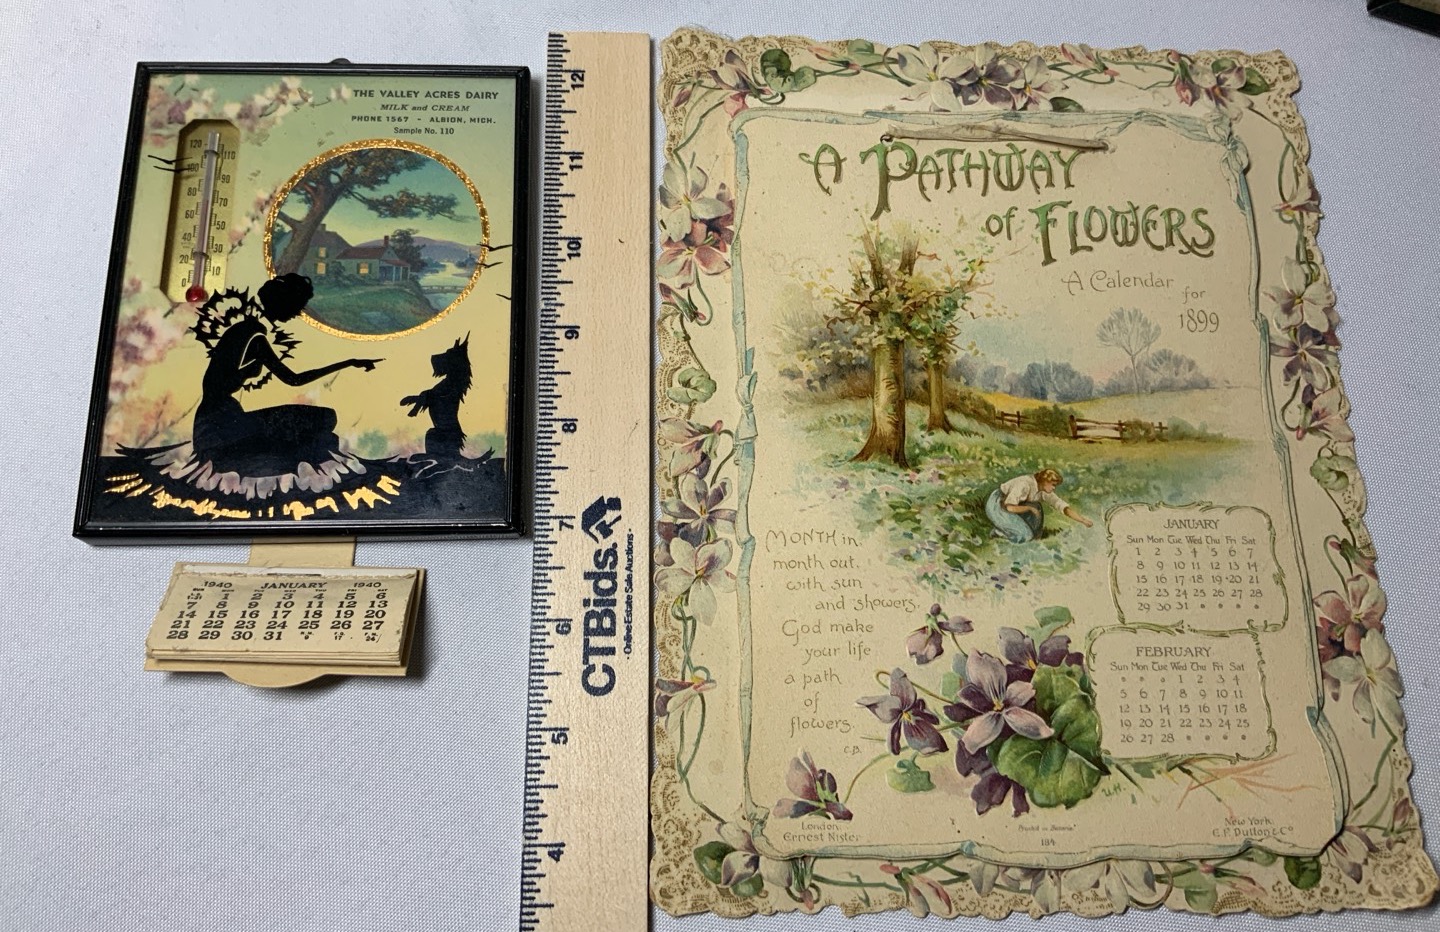 THE VALLEY ACRES DAIRY
MILK and CREAM
PHONE 1567 - ALBION, MICH.
Sample No. 110
120 110
100 90
80 70
60 50
40 30
20 10
0
1940 JANUARY 1940
1 2 3 4 5 6
7 8 9 10 11 12 13
14 15 16 17 18 19 20
21 22 23 24 25 26 27
28 29 30 31
12
11
10
9
8
7
6
5
4
CTBids.
· Online Estate Sale Auctions ·
A PATHWAY
of FLOWERS
A Calendar
for
1899
MONTH in
month out,
with sun
and showers,
God make
your life
a path
of
flowers.
C.B.
JANUARY
Sun Mon Tue Wed Thu Fri Sat
1 2 3 4 5 6 7
8 9 10 11 12 13 14
15 16 17 18 19 20 21
22 23 24 25 26 27 28
29 30 31
FEBRUARY
Sun Mon Tue Wed Thu Fri Sat
1 2 3 4
5 6 7 8 9 10 11
12 13 14 15 16 17 18
19 20 21 22 23 24 25
26 27 28
London
Ernest Nister
Printed in Bavaria
184
New York
E.P. Dutton & Co